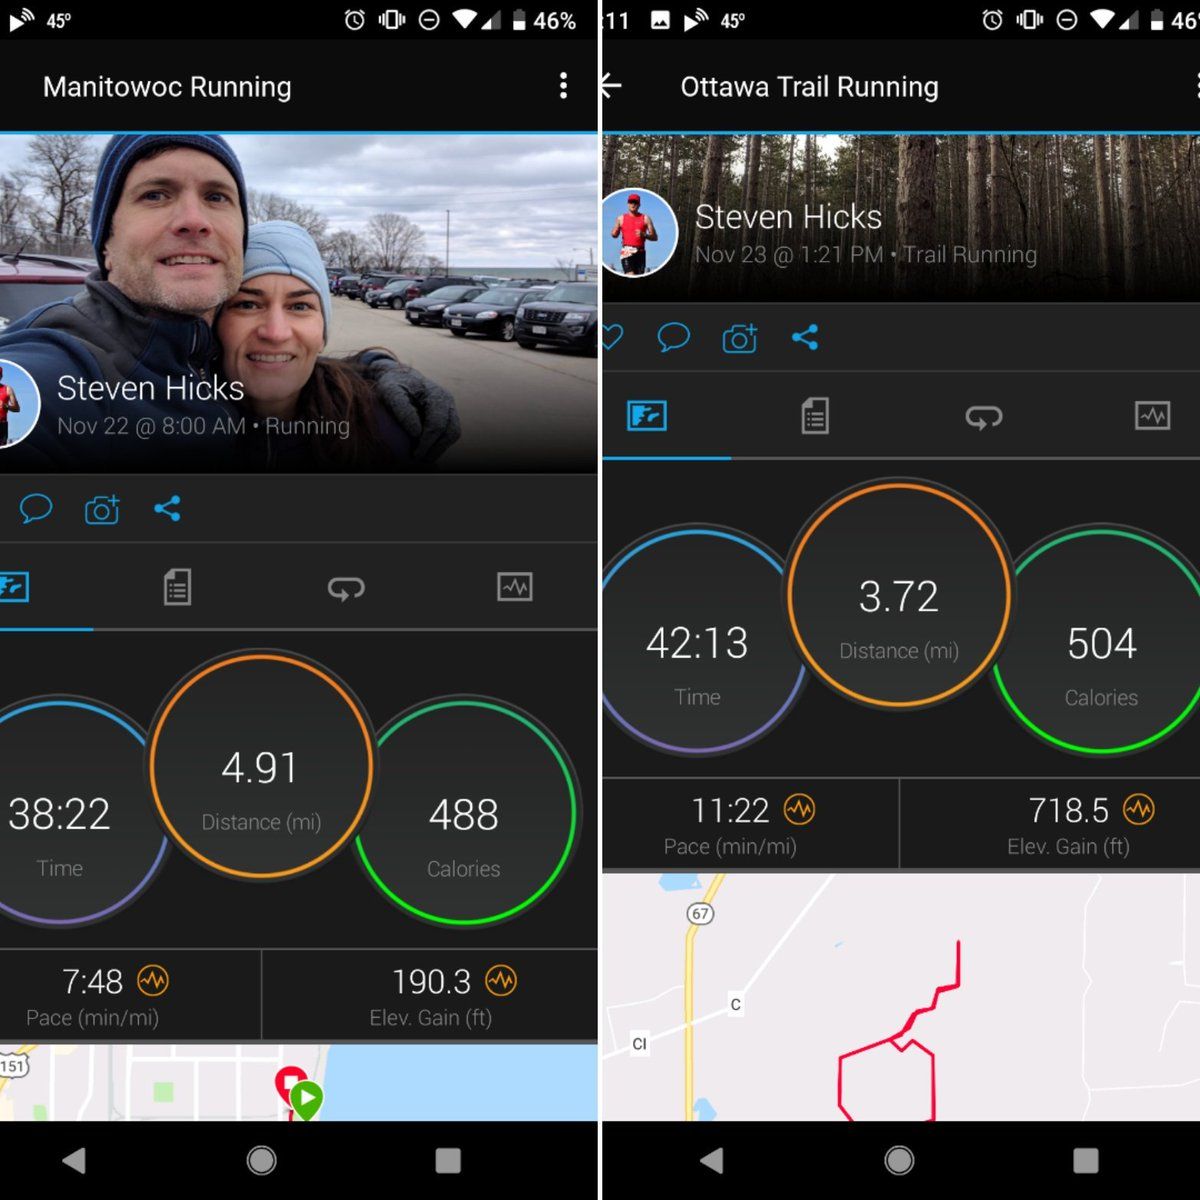 45°
46%
Manitowoc Running
Steven Hicks
Nov 22 @ 8:00 AM • Running
4.91
Distance (mi)
38:22
Time
488
Calories
7:48
Pace (min/mi)
190.3
Elev. Gain (ft)
151
:11
45°
46
Ottawa Trail Running
Steven Hicks
Nov 23 @ 1:21 PM • Trail Running
3.72
Distance (mi)
42:13
Time
504
Calories
11:22
Pace (min/mi)
718.5
Elev. Gain (ft)
67
C
CI